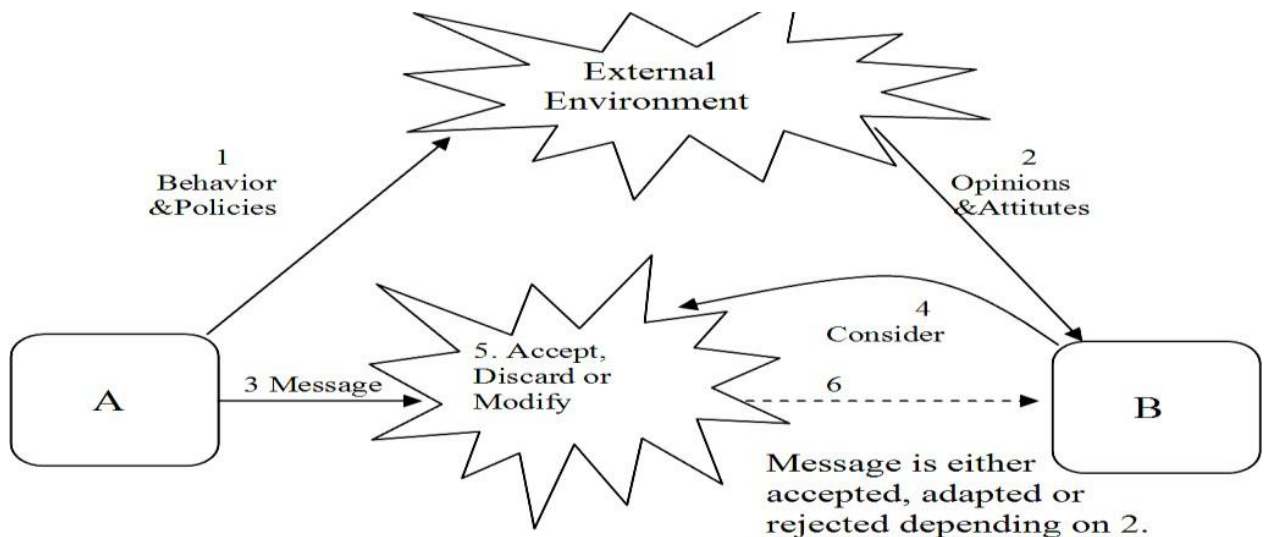 External
Environment
1
Behavior
&Policies
2
Opinions
&Attitutes
4
Consider
5. Accept,
Discard or
Modify
A
3 Message
6
B
Message is either
accepted, adapted or
rejected depending on 2.